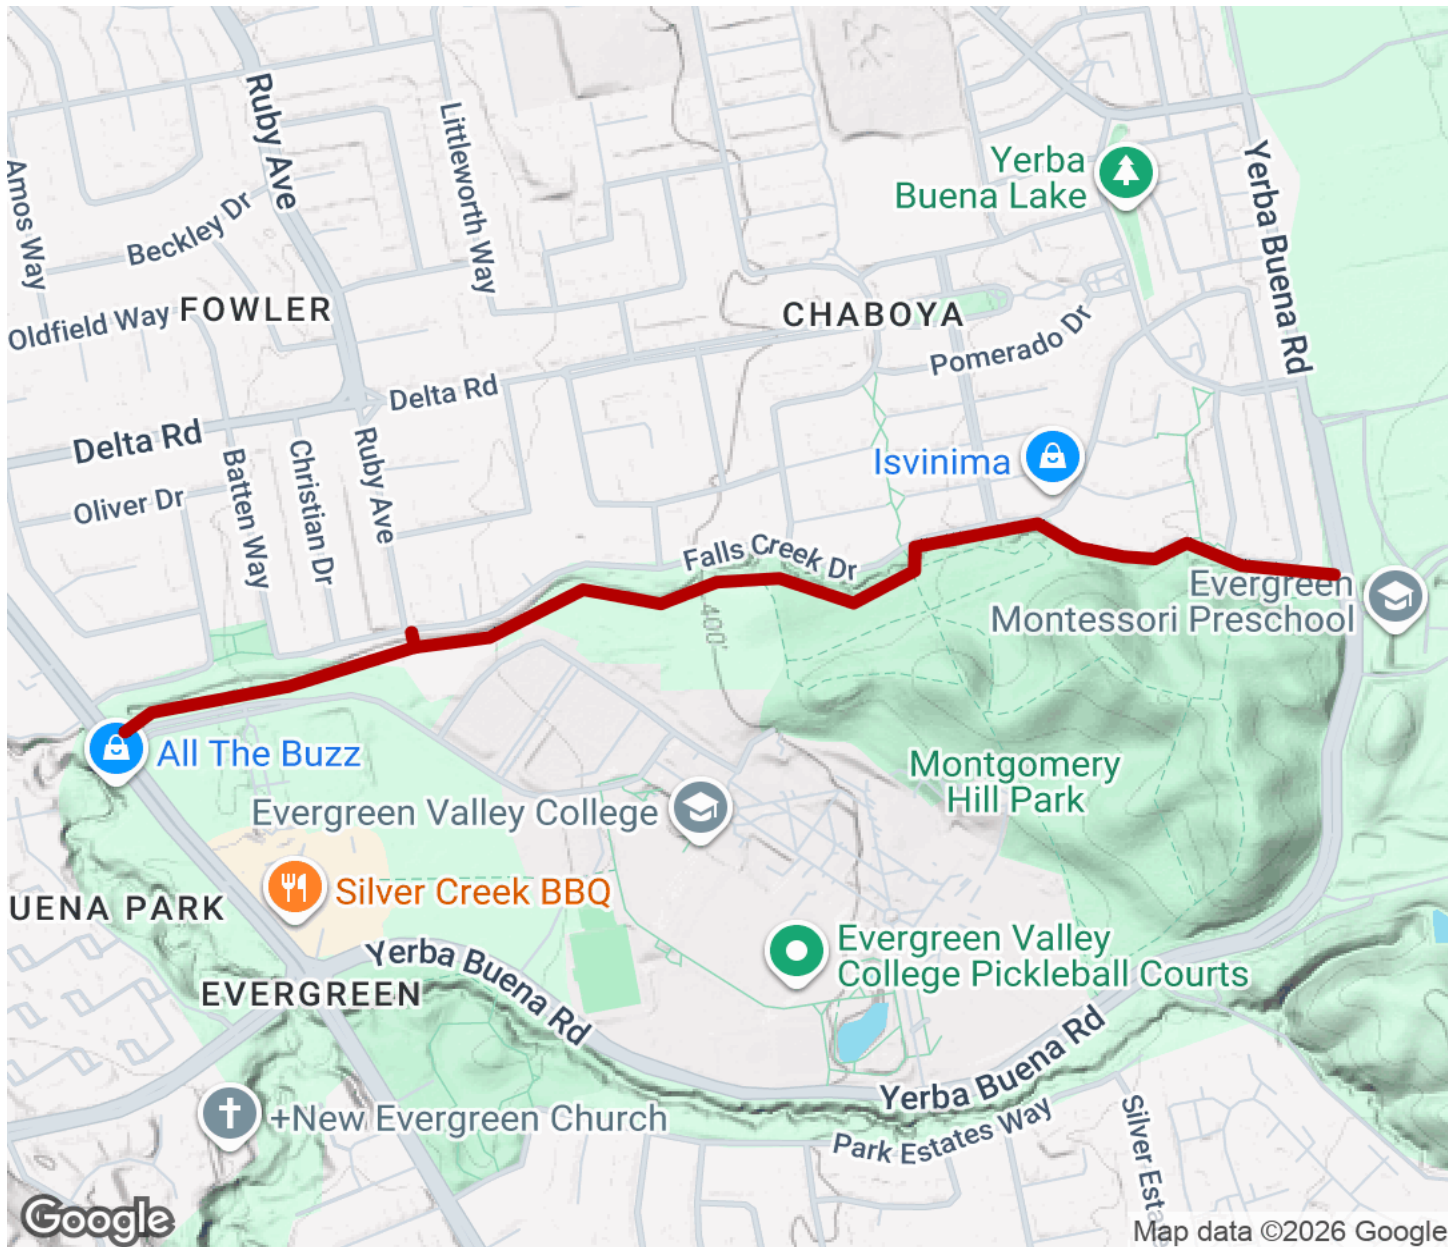 Ruby Ave
Littleworth Way
Amos Way
Beckley Dr
Yerba
Buena Lake
Yerba Buena Rd
Oldfield Way
FOWLER
CHABOYA
Pomerado Dr
Delta Rd
Delta Rd
Isvinima
Oliver Dr
Batten Way
Christian Dr
Ruby Ave
Falls Creek Dr
400'
Evergreen
Montessori Preschool
All The Buzz
Montgomery
Hill Park
Evergreen Valley College
Silver Creek BBQ
UENA PARK
EVERGREEN
Yerba Buena Rd
Evergreen Valley
College Pickleball Courts
Yerba Buena Rd
+New Evergreen Church
Park Estates Way
Silver Esta
Google
Map data ©2026 Google